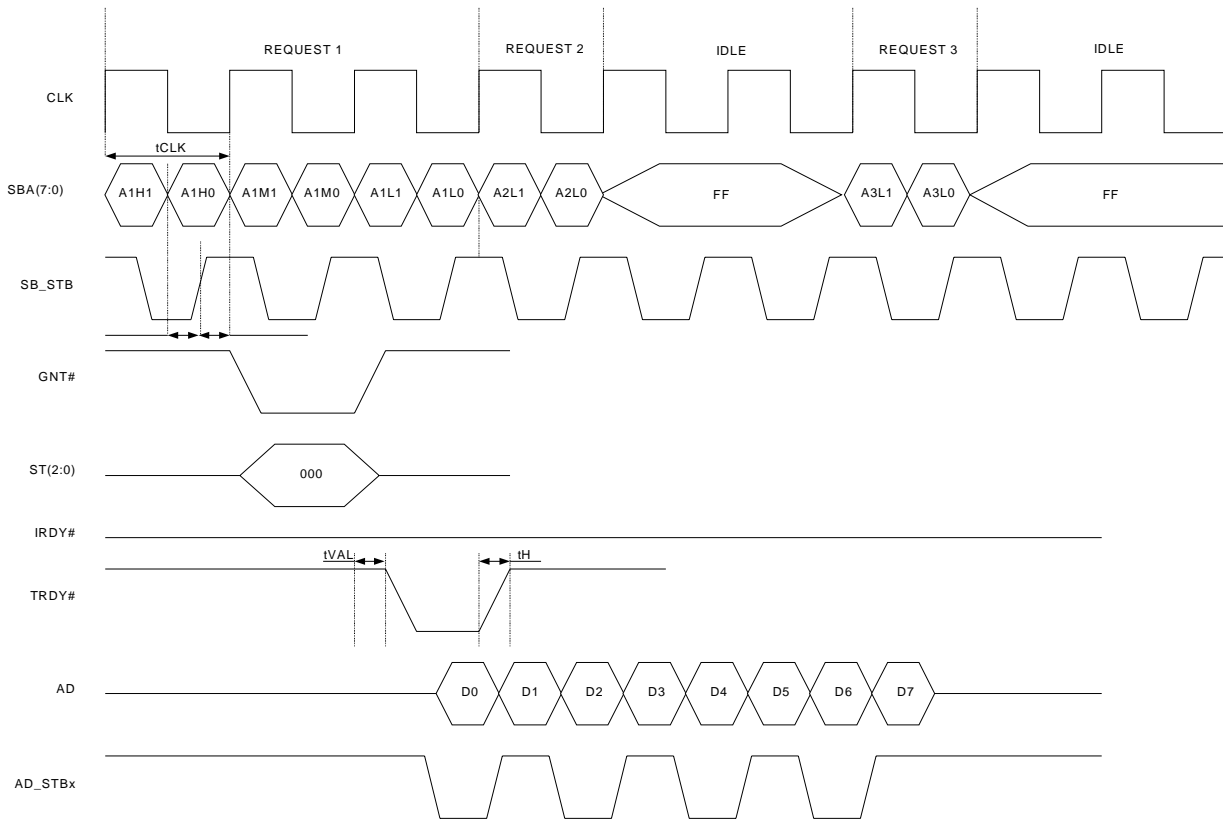 REQUEST 1 REQUEST 2 IDLE REQUEST 3 IDLE
CLK
tCLK
SBA(7:0) A1H1 A1H0 A1M1 A1M0 A1L1 A1L0 A2L1 A2L0 FF A3L1 A3L0 FF
SB_STB
GNT#
ST(2:0) 000
IRDY#
tVAL tH
TRDY#
AD D0 D1 D2 D3 D4 D5 D6 D7
AD_STBx